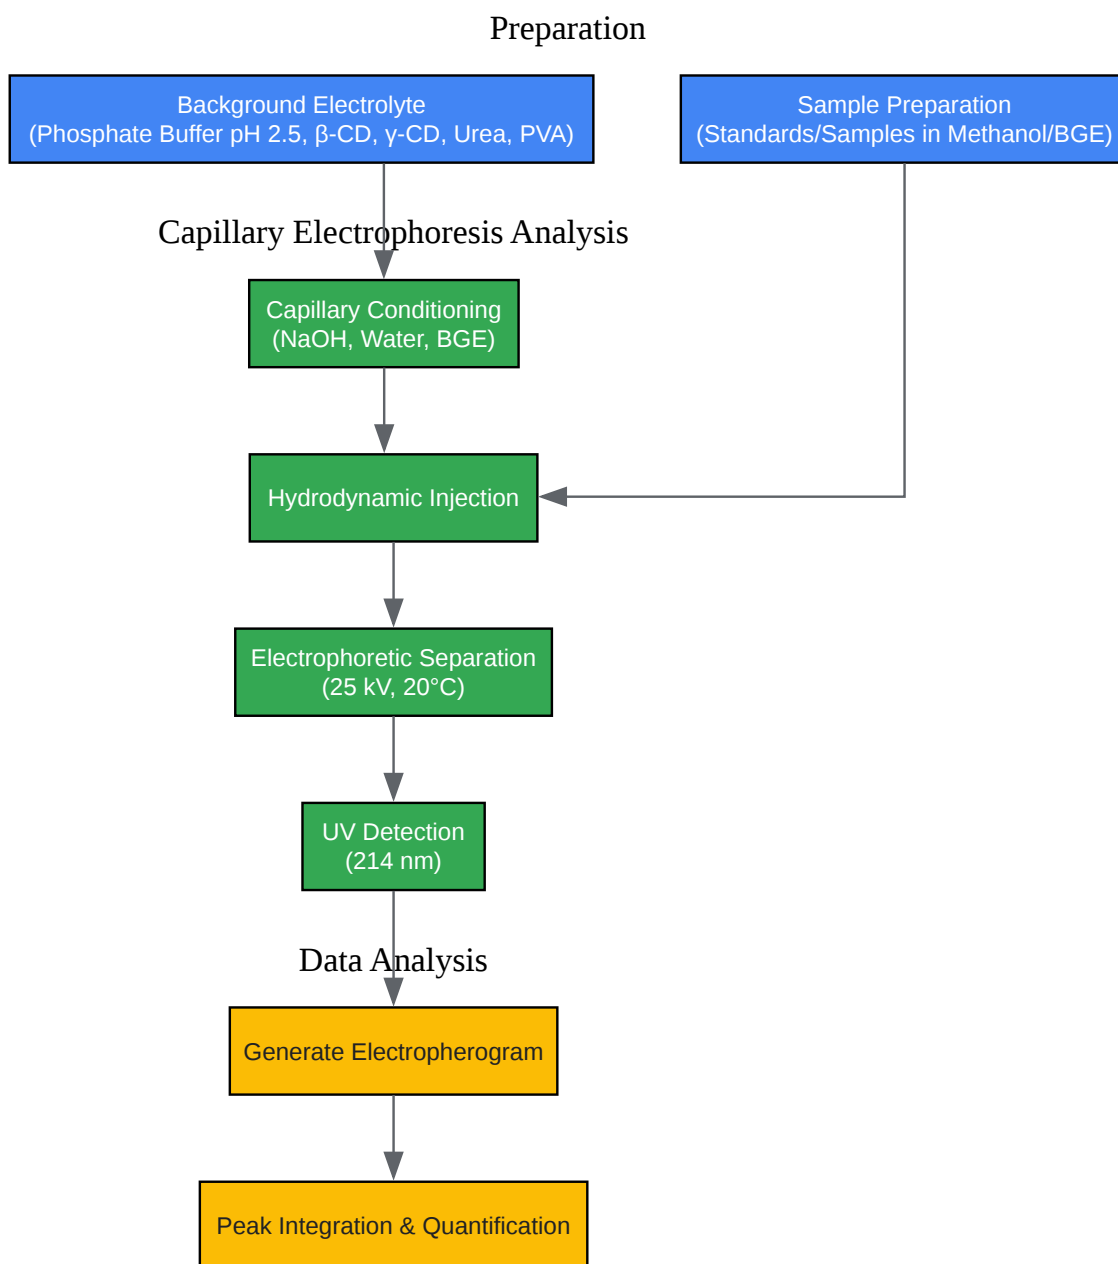 Preparation
Background Electrolyte
(Phosphate Buffer pH 2.5, β-CD, γ-CD, Urea, PVA)
Sample Preparation
(Standards/Samples in Methanol/BGE)
Capillary Electrophoresis Analysis
Capillary Conditioning
(NaOH, Water, BGE)
Hydrodynamic Injection
Electrophoretic Separation
(25 kV, 20°C)
UV Detection
(214 nm)
Data Analysis
Generate Electropherogram
Peak Integration & Quantification